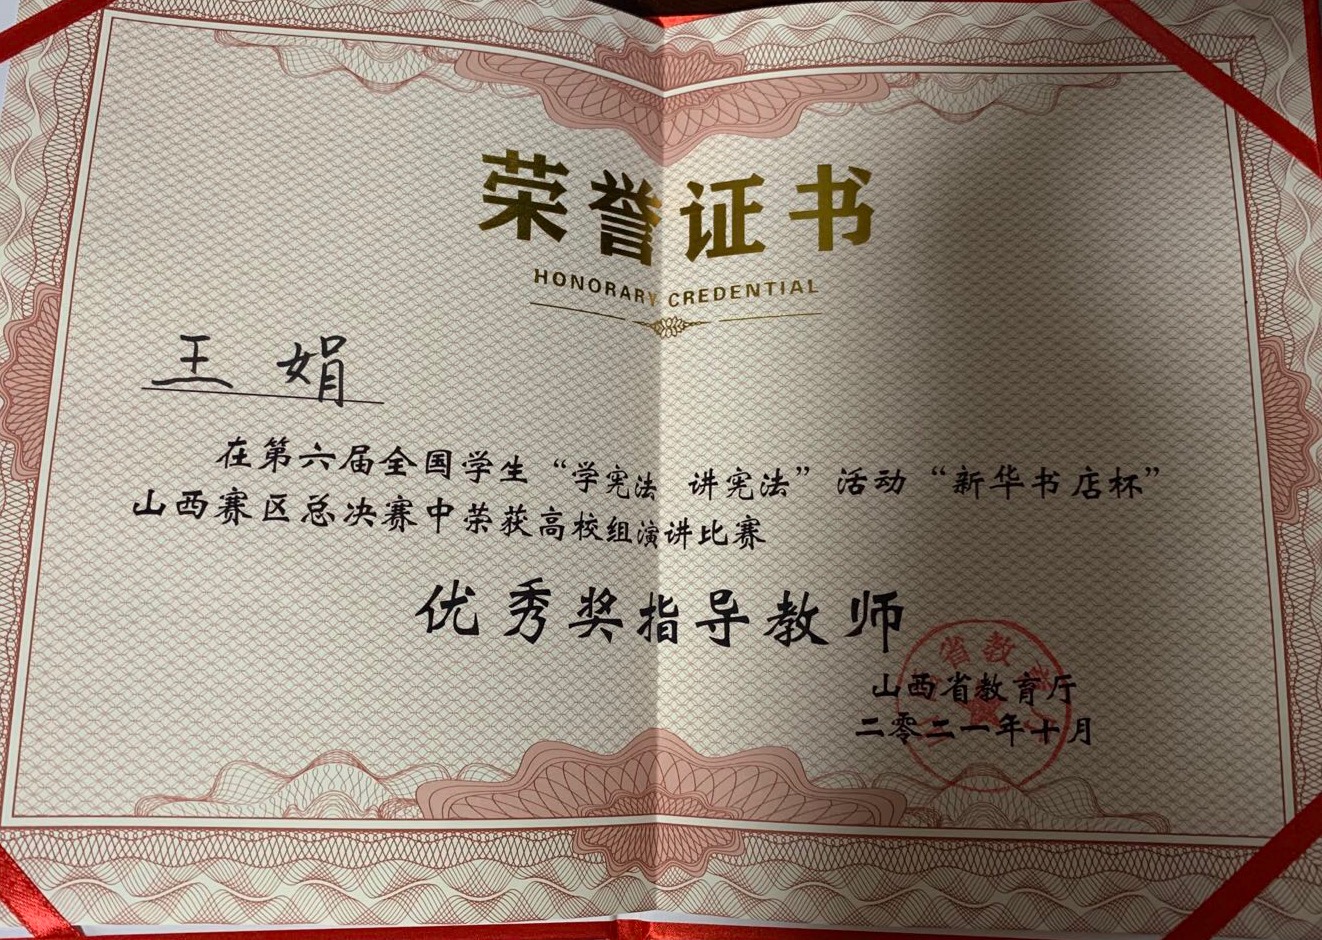 荣誉证书
HONORARY CREDENTIAL
王 娟
在第六届全国学生“学宪法 讲宪法”活动“新华书店杯”
山西赛区总决赛中荣获高校组演讲比赛
优秀奖指导教师
山西省教育厅
二零二一年十月
省教